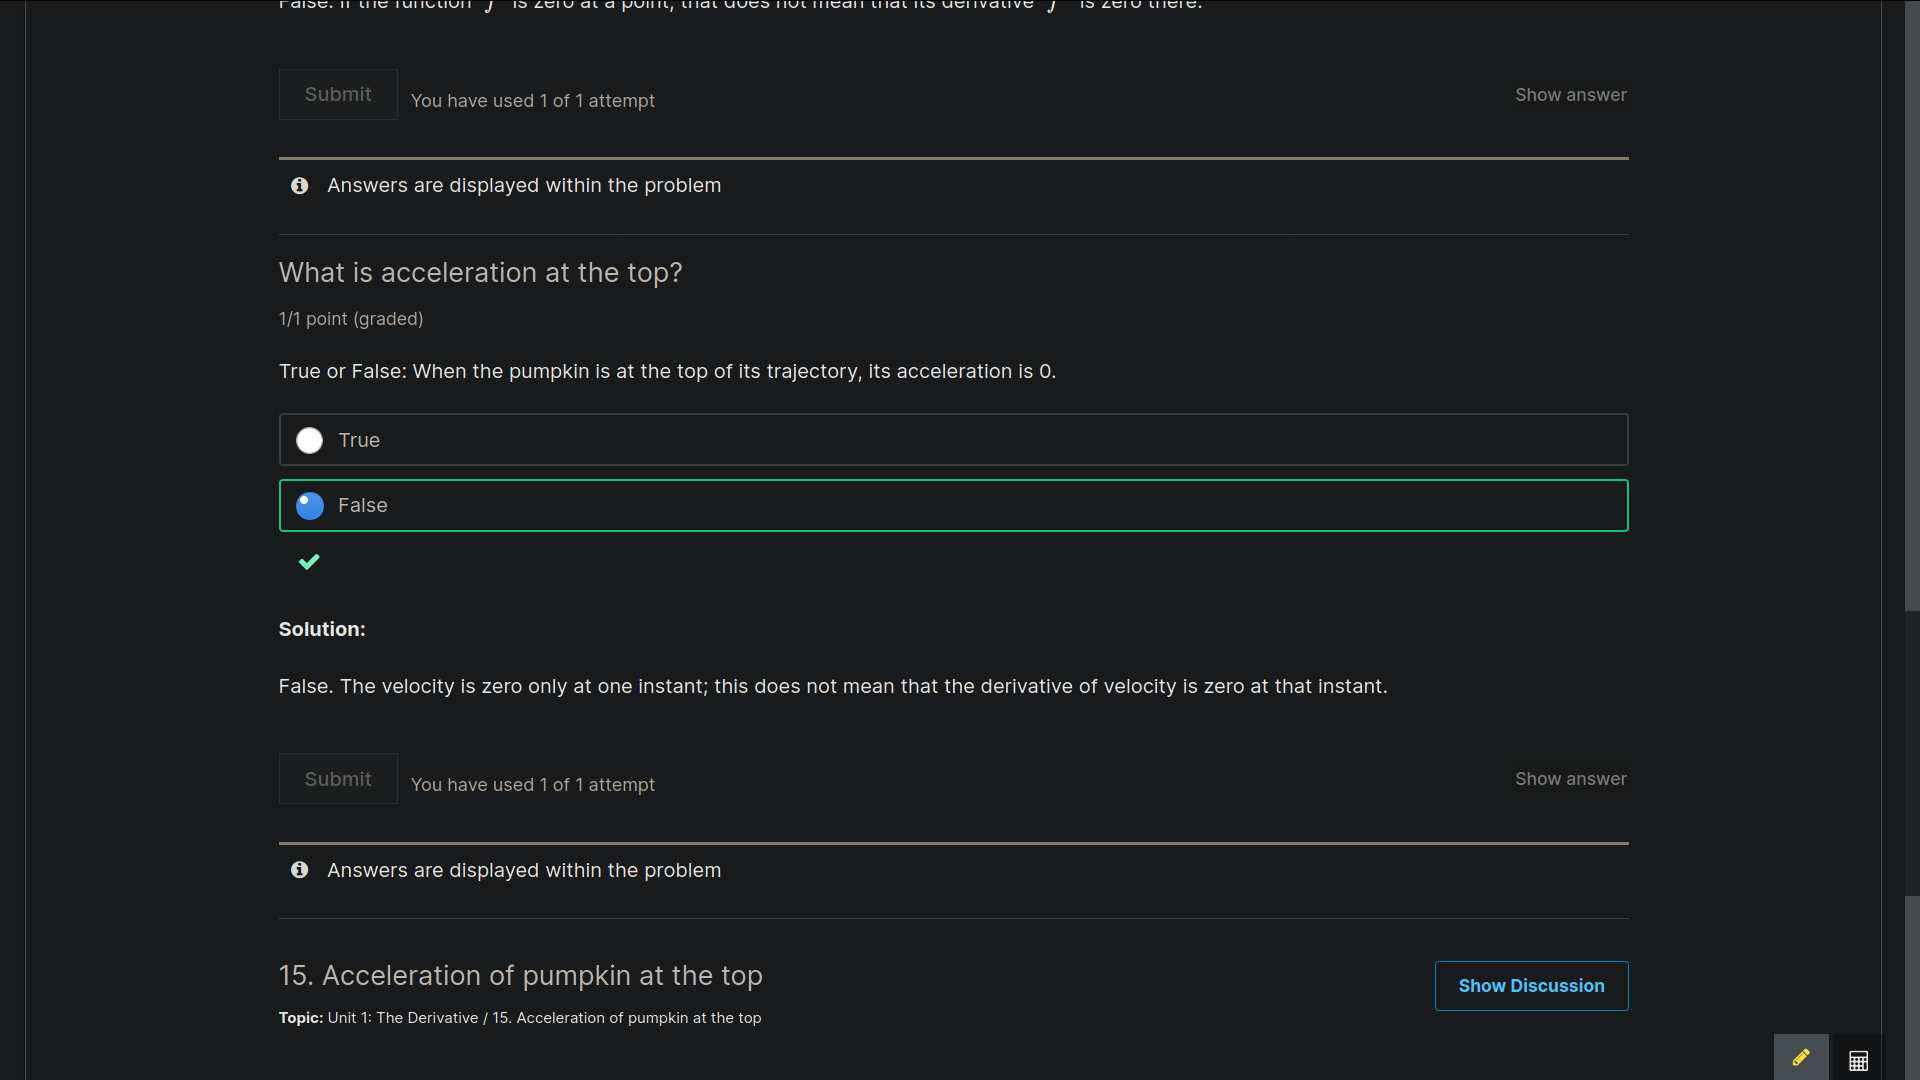 False. If the function f is zero at a point, that does not mean that its derivative f is zero there.
Submit
You have used 1 of 1 attempt
Show answer
Answers are displayed within the problem
What is acceleration at the top?
1/1 point (graded)
True or False: When the pumpkin is at the top of its trajectory, its acceleration is 0.
True
False
Solution:
False. The velocity is zero only at one instant; this does not mean that the derivative of velocity is zero at that instant.
Submit
You have used 1 of 1 attempt
Show answer
Answers are displayed within the problem
15. Acceleration of pumpkin at the top
Show Discussion
Topic: Unit 1: The Derivative / 15. Acceleration of pumpkin at the top